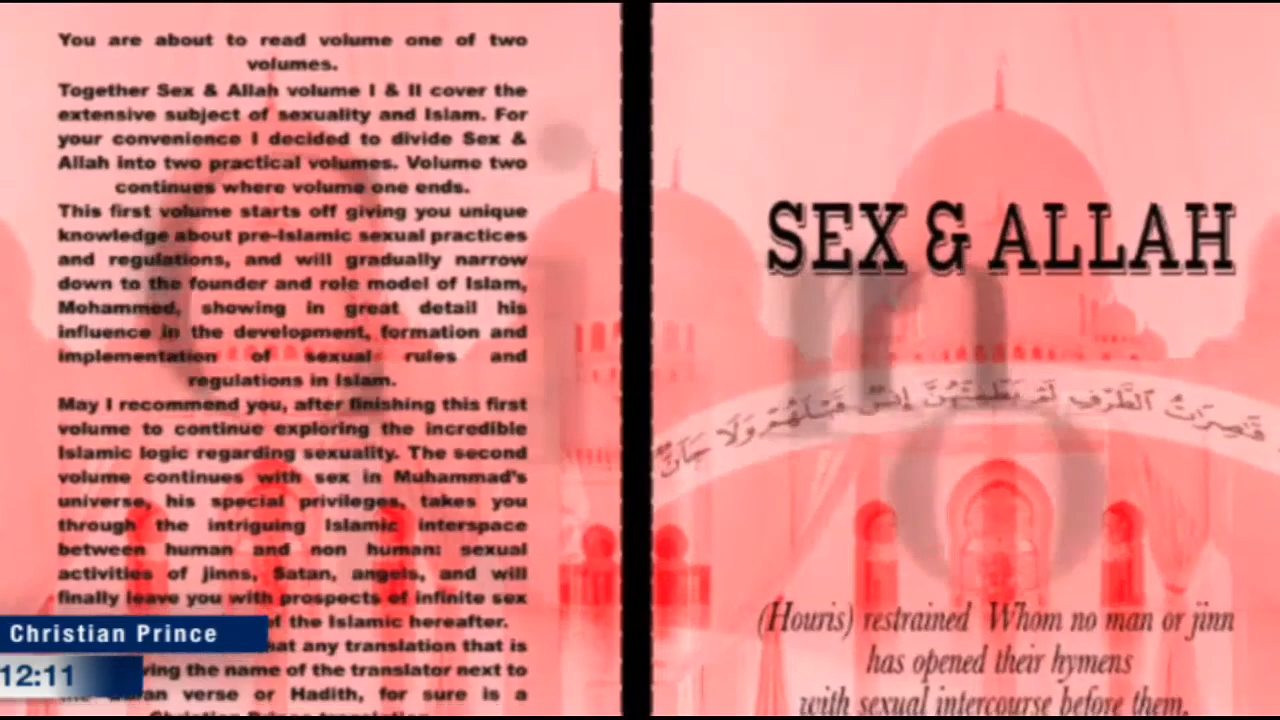 You are about to read volume one of two
volumes.
Together Sex & Allah volume I & II cover the
extensive subject of sexuality and Islam. For
your convenience I decided to divide Sex &
Allah into two practical volumes. Volume two
continues where volume one ends.
This first volume starts off giving you unique
knowledge about pre-Islamic sexual practices
and regulations, and will gradually narrow
down to the founder and role model of Islam,
Mohammed, showing in great detail his
influence in the development, formation and
implementation of sexual rules and
regulations in Islam.
May I recommend you, after finishing this first
volume to continue exploring the incredible
Islamic logic regarding sexuality. The second
volume continues with sex in Muhammad's
universe, his special privileges, takes you
through the intriguing Islamic interspace
between human and non human: sexual
activities of jinns, Satan, angels, and will
finally leave you with prospects of infinite sex
of the Islamic hereafter.
that any translation that is
the name of the translator next to
verse or Hadith, for sure is a
Christian Prince translation
Christian Prince
12:11
SEX & ALLAH
قَصِرَتُ ٱلطَّرْفِ لَمْ يَطْمِثْهُنَّ إِنسٌ قَبْلَهُمْ وَلَا جَانٌّ
(Houris) restrained Whom no man or jinn
has opened their hymens
with sexual intercourse before them.